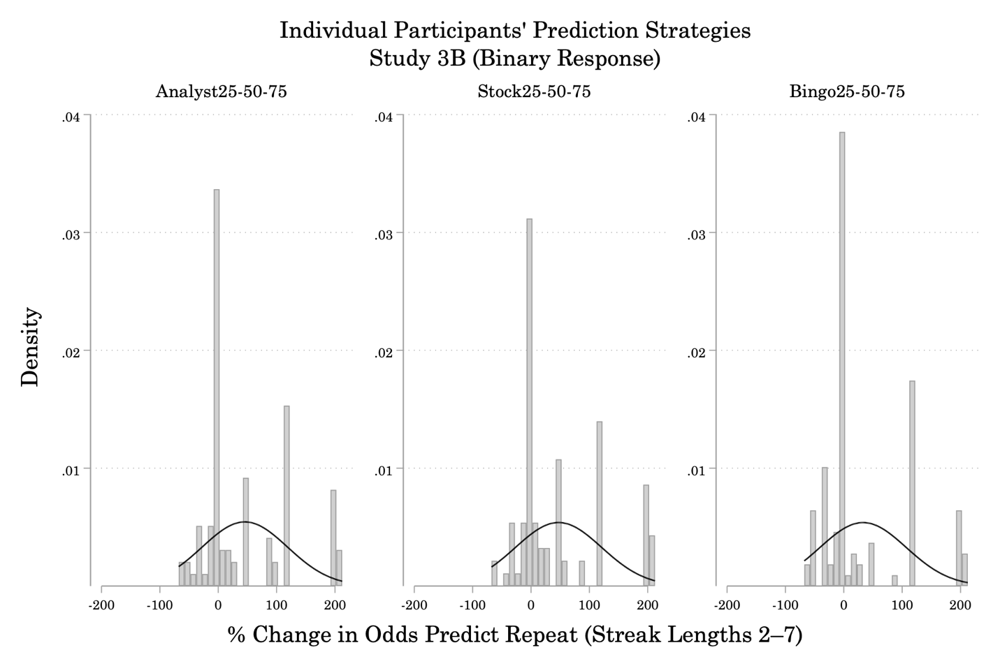 Individual Participants' Prediction Strategies
Study 3B (Binary Response)
Analyst25-50-75
Stock25-50-75
Bingo25-50-75
.04
.03
.02
.01
-200 -100 0 100 200
.04
.03
.02
.01
-200 -100 0 100 200
.04
.03
.02
.01
-200 -100 0 100 200
Density
% Change in Odds Predict Repeat (Streak Lengths 2–7)